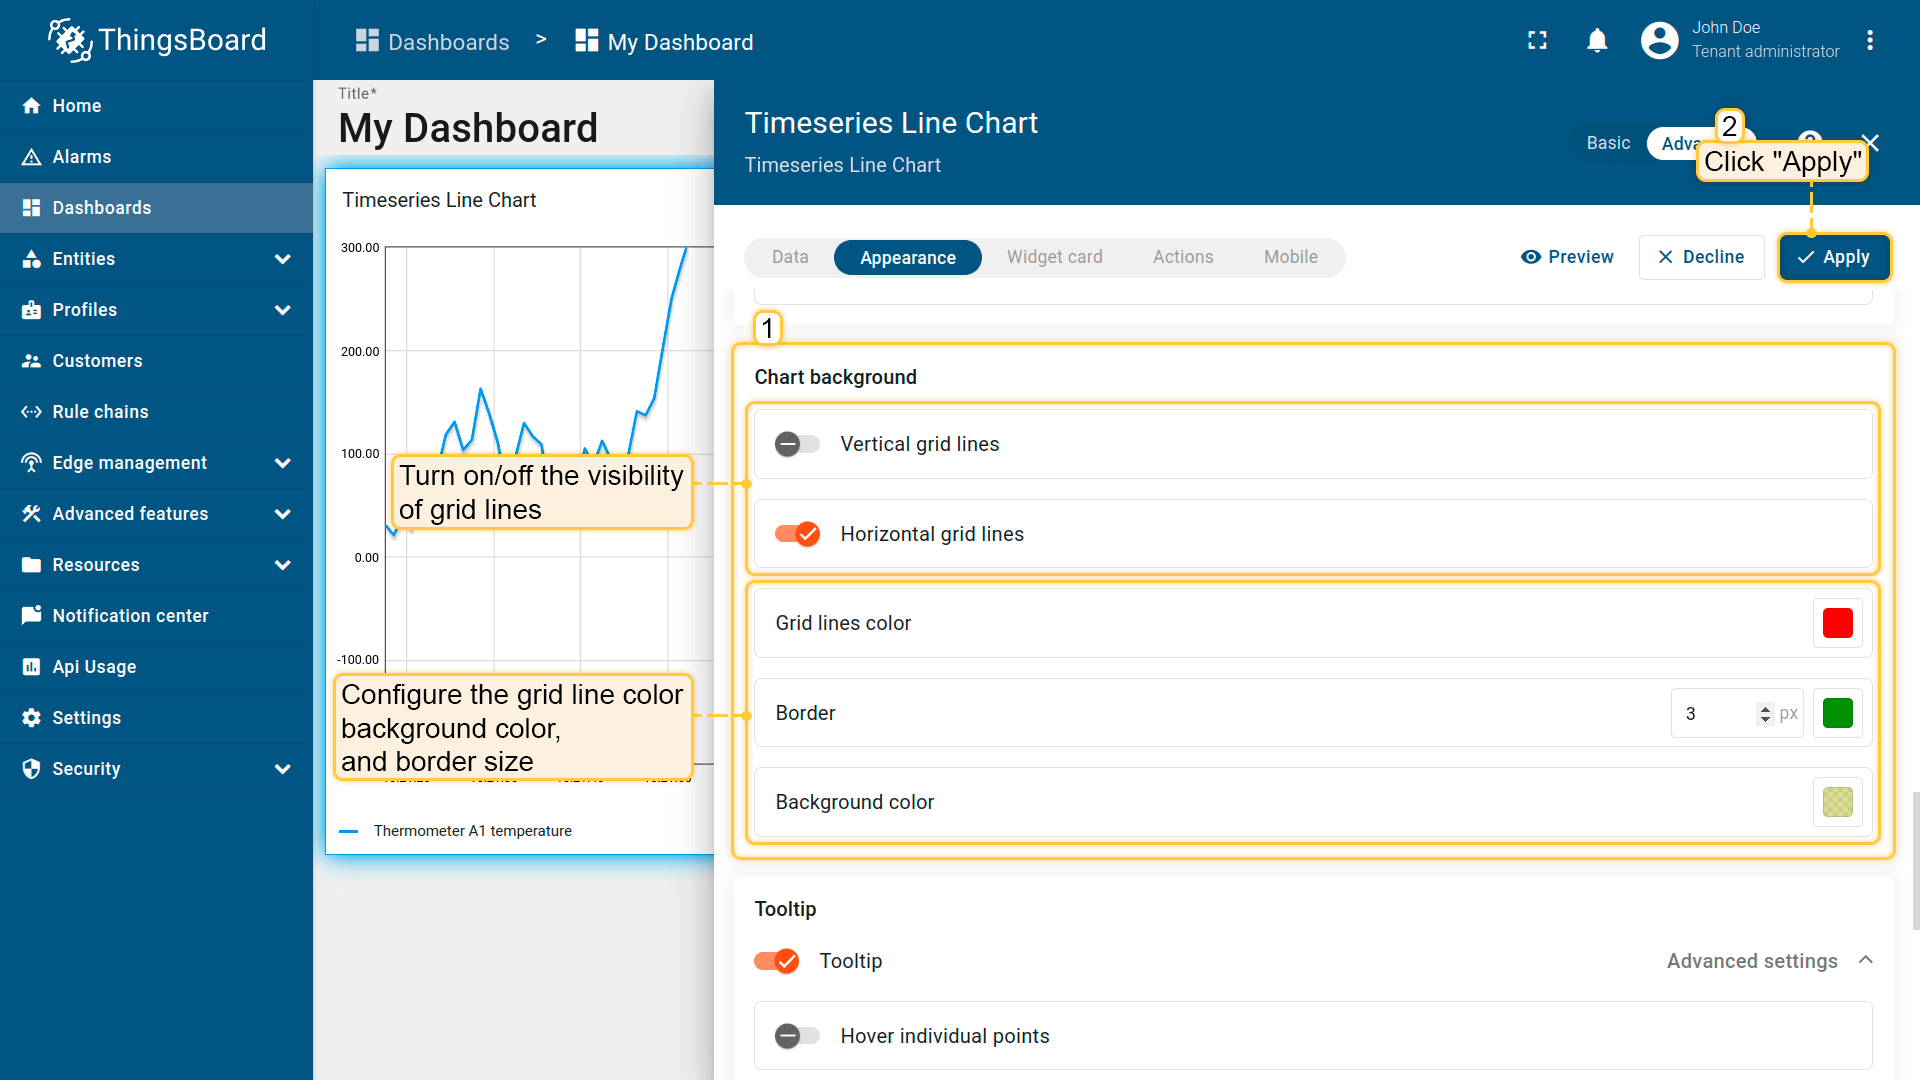 ThingsBoard
Dashboards > My Dashboard
John Doe
Tenant administrator
Home
Alarms
Dashboards
Entities
Profiles
Customers
Rule chains
Edge management
Advanced features
Resources
Notification center
Api Usage
Settings
Security
Title*
My Dashboard
Timeseries Line Chart
300.00
200.00
100.00
0.00
-100.00
Thermometer A1 temperature
Turn on/off the visibility
of grid lines
Configure the grid line color
background color,
and border size
Timeseries Line Chart
Timeseries Line Chart
Basic
2
Click "Apply"
Data
Appearance
Widget card
Actions
Mobile
Preview
Decline
Apply
1
Chart background
Vertical grid lines
Horizontal grid lines
Grid lines color
Border
3 px
Background color
Tooltip
Tooltip
Advanced settings
Hover individual points